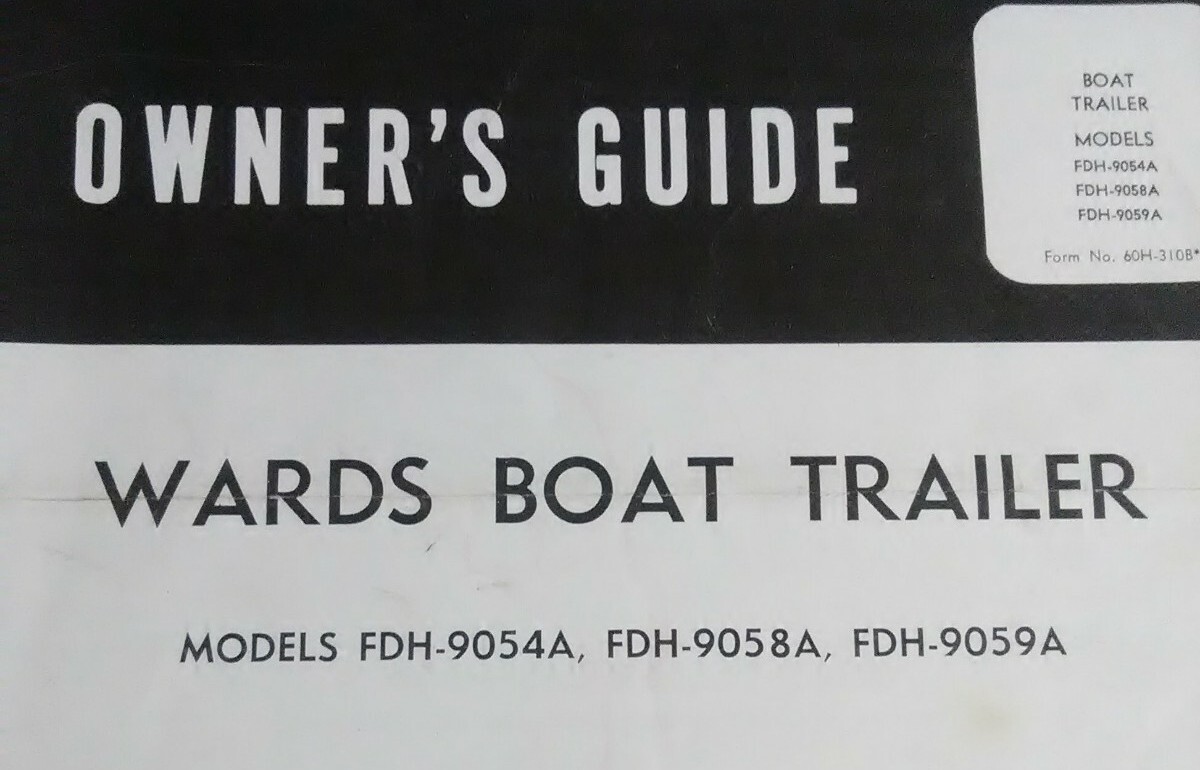 OWNER'S GUIDE
BOAT
TRAILER
MODELS
FDH-9054A
FDH-9058A
FDH-9059A
Form No. 60H-310B*
WARDS BOAT TRAILER
MODELS FDH-9054A, FDH-9058A, FDH-9059A